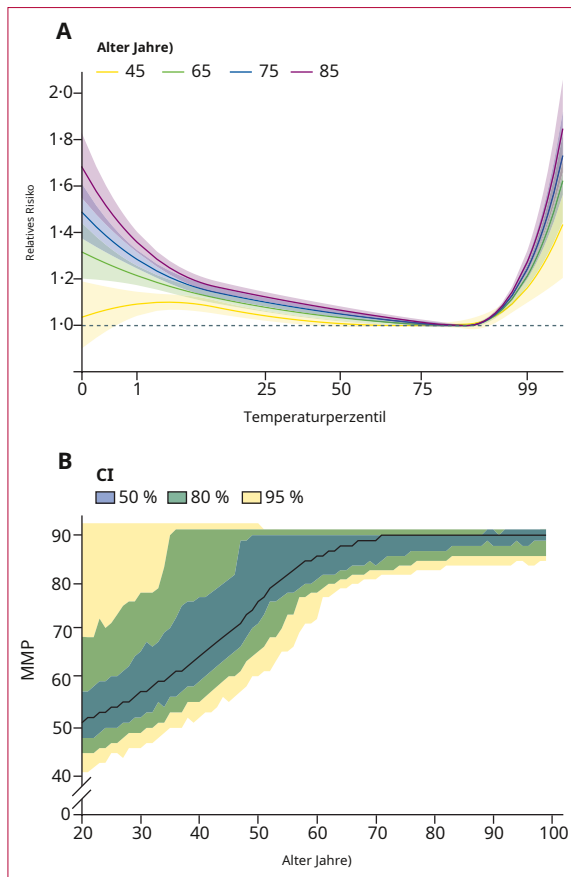 A
Alter Jahre)
45 65 75 85
2·0
1·8
1·6
1·4
1·2
1·0
Relatives Risiko
0 1 25 50 75 99
Temperaturperzentil
B
CI
50 % 80 % 95 %
90
80
70
60
50
40
0
MMP
20 30 40 50 60 70 80 90 100
Alter Jahre)